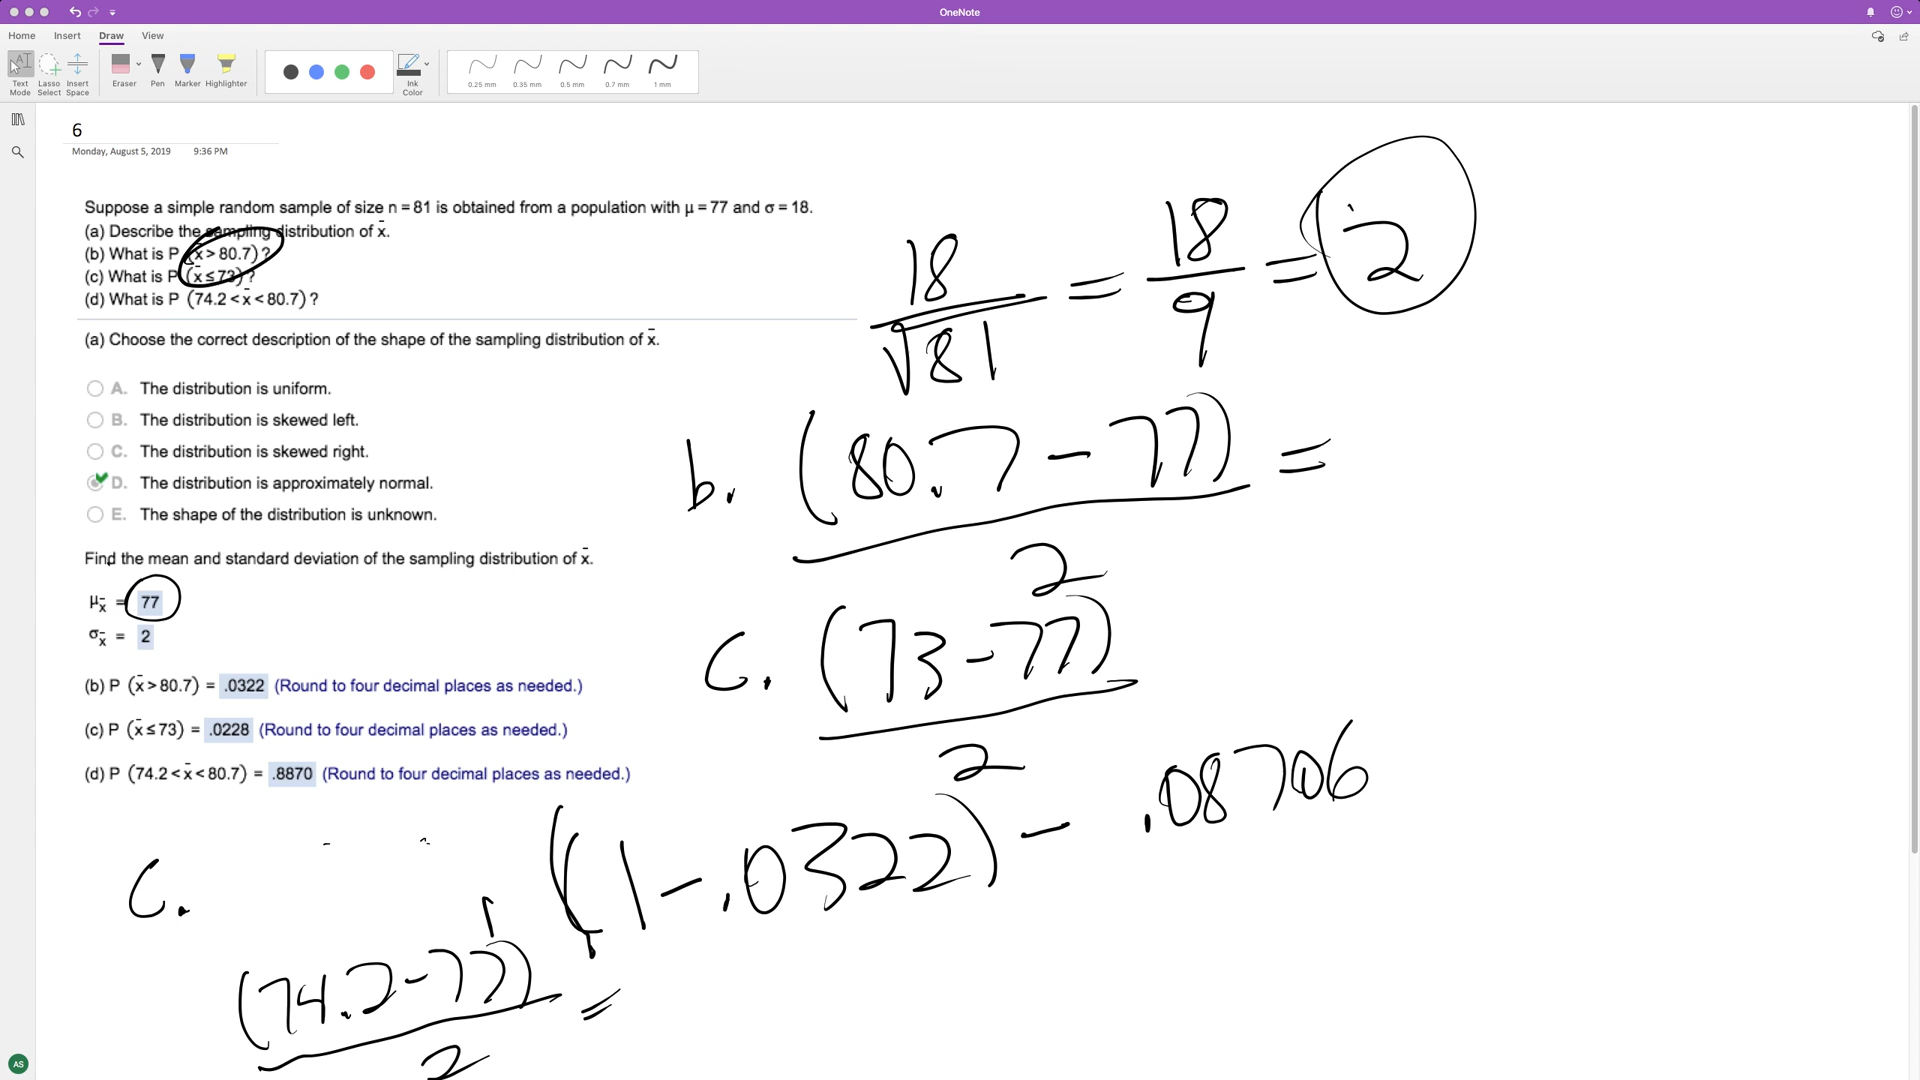 OneNote
Home Insert Draw View
Text Mode
Lasso Select
Insert Space
Eraser
Pen
Marker
Highlighter
Ink Color
0.25 mm
0.35 mm
0.5 mm
0.7 mm
1 mm
6
Monday, August 5, 2019 9:36 PM
Suppose a simple random sample of size n = 81 is obtained from a population with μ = 77 and σ = 18.
(a) Describe the sampling distribution of x̄.
(b) What is P (x̄ > 80.7)?
(c) What is P (x̄ ≤ 73)?
(d) What is P (74.2 < x̄ < 80.7)?
(a) Choose the correct description of the shape of the sampling distribution of x̄.
A. The distribution is uniform.
B. The distribution is skewed left.
C. The distribution is skewed right.
D. The distribution is approximately normal.
E. The shape of the distribution is unknown.
Find the mean and standard deviation of the sampling distribution of x̄.
μx̄ = 77
σx̄ = 2
(b) P (x̄ > 80.7) = .0322 (Round to four decimal places as needed.)
(c) P (x̄ ≤ 73) = .0228 (Round to four decimal places as needed.)
(d) P (74.2 < x̄ < 80.7) = .8870 (Round to four decimal places as needed.)
18 / √81 = 18 / 9 = 2
b. (80.7 - 77) / 2 =
c. (73 - 77) / 2
((1 - .0322) - .08706
c.
(74.2 - 77) / 2 =
AS